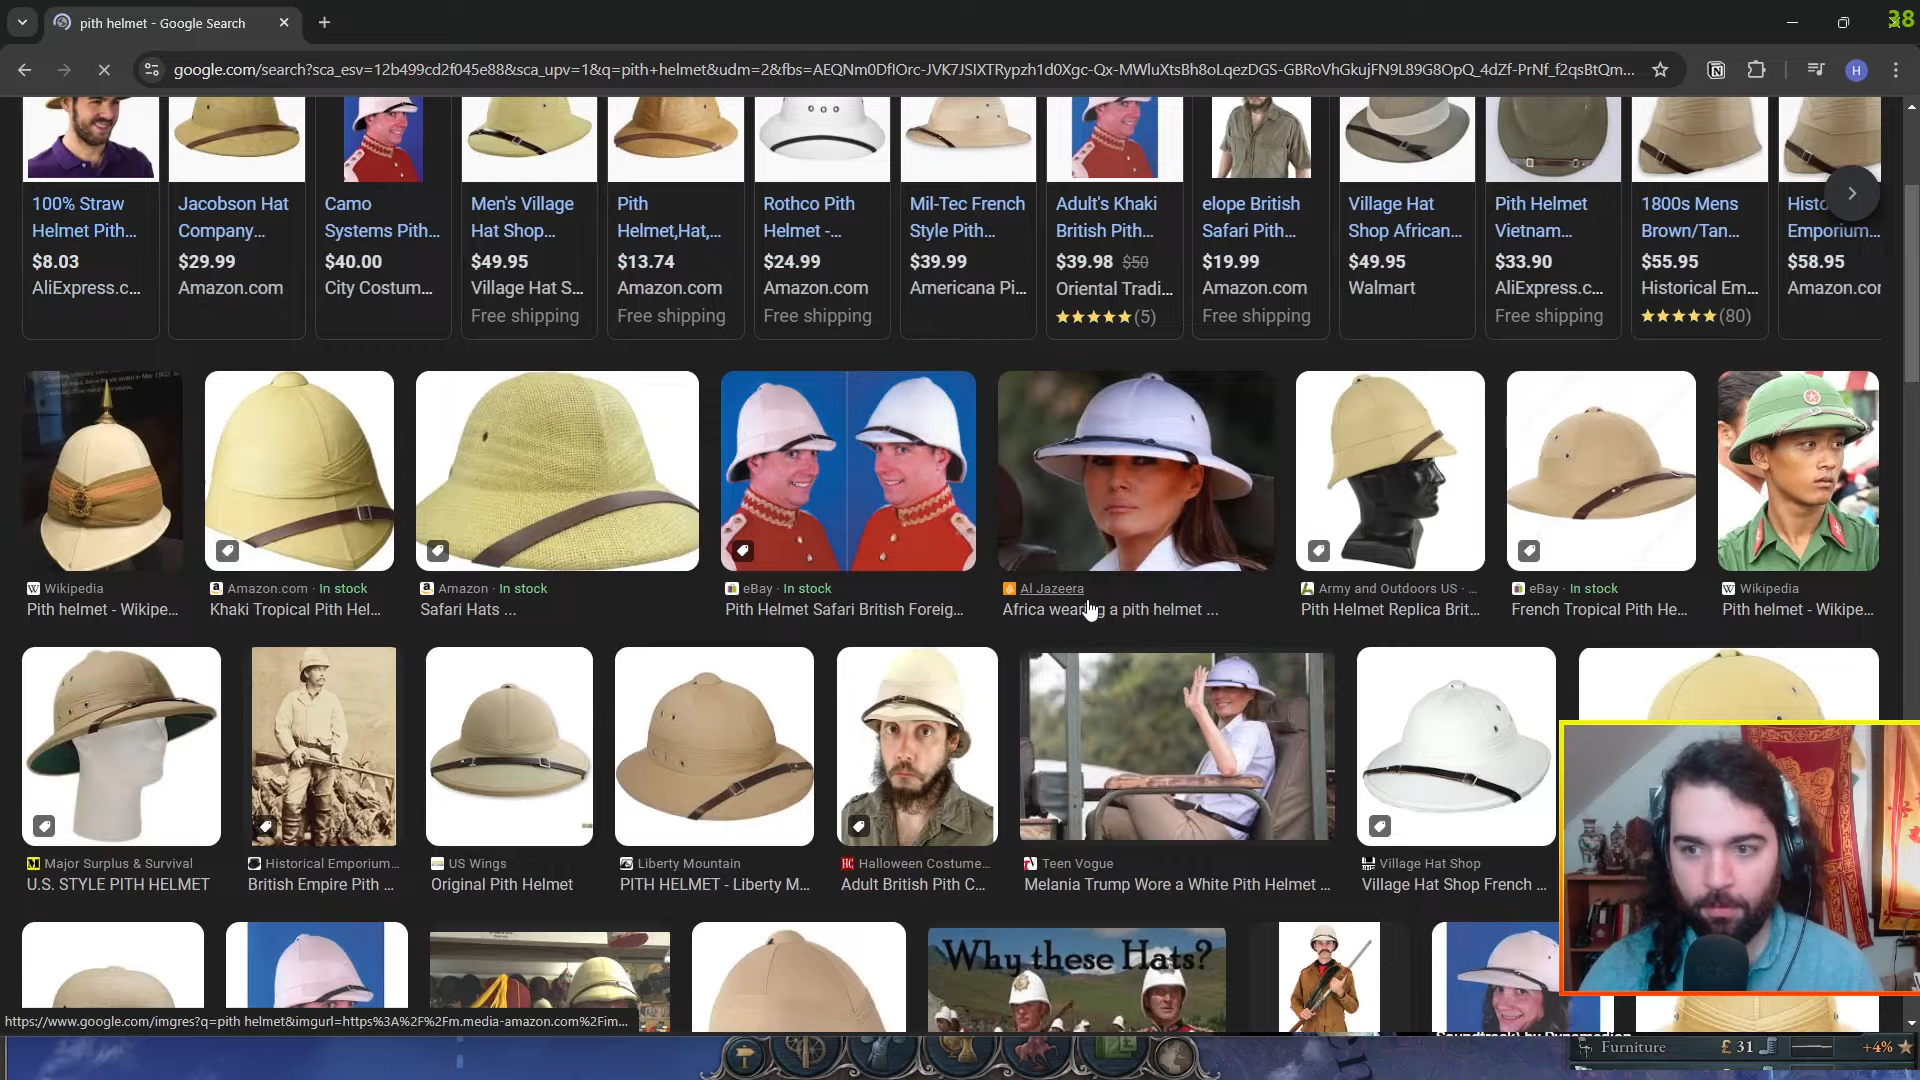 pith helmet - Google Search
38
google.com/search?sca_esv=12b499cd2f045e88&sca_upv=1&q=pith+helmet&udm=2&fbs=AEQNm0DfIOrc-JVK7JSIXTRypzh1d0Xgc-Qx-MWluXtsBh8oLqezDGS-GBRoVhGkujFN9L89G8OpQ_4dZf-PrNf_f2qsBtQm...
H
100% Straw
Helmet Pith...
$8.03
AliExpress.c...
Jacobson Hat
Company...
$29.99
Amazon.com
Camo
Systems Pith...
$40.00
City Costum...
Men's Village
Hat Shop...
$49.95
Village Hat S...
Free shipping
Pith
Helmet,Hat,...
$13.74
Amazon.com
Free shipping
Rothco Pith
Helmet -...
$24.99
Amazon.com
Free shipping
Mil-Tec French
Style Pith...
$39.99
Americana Pi...
Adult's Khaki
British Pith...
$39.98 $50
Oriental Tradi...
★★★★★(5)
elope British
Safari Pith...
$19.99
Amazon.com
Free shipping
Village Hat
Shop African...
$49.95
Walmart
Pith Helmet
Vietnam...
$33.90
AliExpress.c...
Free shipping
1800s Mens
Brown/Tan...
$55.95
Historical Em...
★★★★★(80)
Histo
Emporium...
$58.95
Amazon.cor
Wikipedia
Pith helmet - Wikipe...
Amazon.com · In stock
Khaki Tropical Pith Hel...
Amazon · In stock
Safari Hats ...
eBay · In stock
Pith Helmet Safari British Foreig...
Al Jazeera
Africa wearing a pith helmet ...
Army and Outdoors US · ...
Pith Helmet Replica Brit...
eBay · In stock
French Tropical Pith He...
Wikipedia
Pith helmet - Wikipe...
Major Surplus & Survival
U.S. STYLE PITH HELMET
Historical Emporium...
British Empire Pith ...
US Wings
Original Pith Helmet
Liberty Mountain
PITH HELMET - Liberty M...
Halloween Costume...
Adult British Pith C...
Teen Vogue
Melania Trump Wore a White Pith Helmet ...
Village Hat Shop
Village Hat Shop French ...
Why these Hats?
https://www.google.com/imgres?q=pith helmet&imgurl=https%3A%2F%2Fm.media-amazon.com%2Fim...
Furniture £ 31 +4%